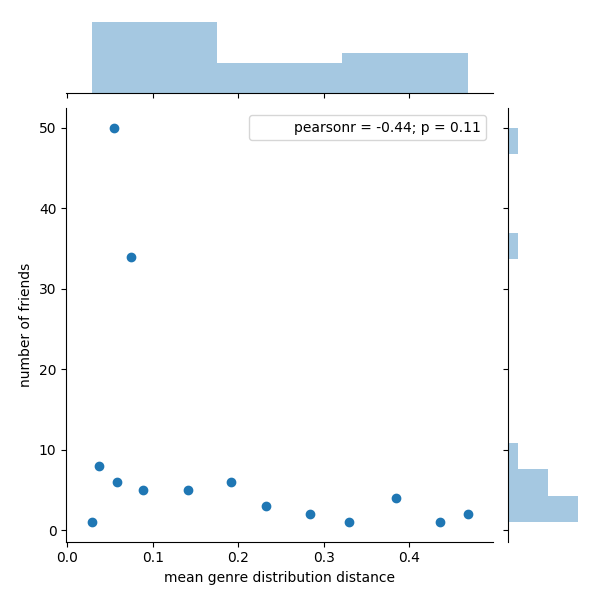 pearsonr = -0.44; p = 0.11
50
40
30
20
10
0
number of friends
0.0 0.1 0.2 0.3 0.4
mean genre distribution distance